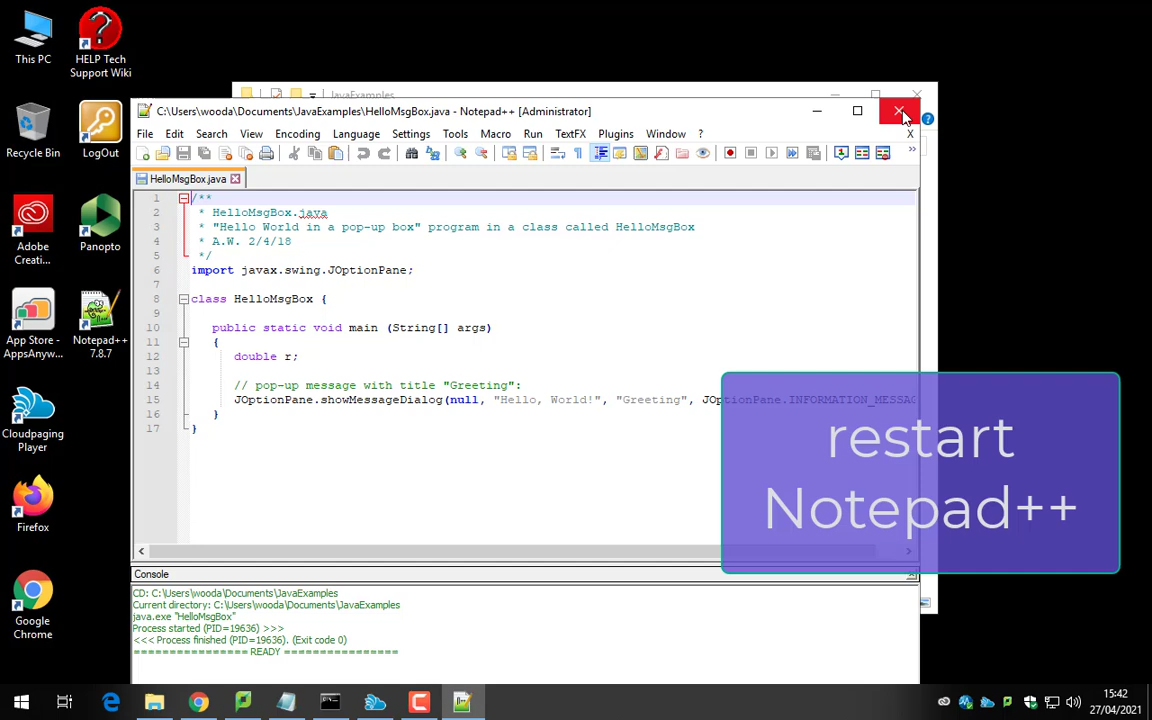 This PC
HELP Tech
Support Wiki
Recycle Bin
LogOut
Adobe
Creati...
Panopto
App Store -
AppsAnyw...
Notepad++
7.8.7
Cloudpaging
Player
Firefox
Google
Chrome
JavaExamples
C:\Users\wooda\Documents\JavaExamples\HelloMsgBox.java - Notepad++ [Administrator]
File Edit Search View Encoding Language Settings Tools Macro Run TextFX Plugins Window ? X
HelloMsgBox.java
1 /**
2 * HelloMsgBox.java
3 * "Hello World in a pop-up box" program in a class called HelloMsgBox
4 * A.W. 2/4/18
5 */
6 import javax.swing.JOptionPane;
7
8 class HelloMsgBox {
9
10 public static void main (String[] args)
11 {
12 double r;
13
14 // pop-up message with title "Greeting":
15 JOptionPane.showMessageDialog(null, "Hello, World!", "Greeting", JOptionPane.INFORMATION_MESSAG
16 }
17 }
restart
Notepad++
Console
CD: C:\Users\wooda\Documents\JavaExamples
Current directory: C:\Users\wooda\Documents\JavaExamples
java.exe "HelloMsgBox"
Process started (PID=19636) >>>
<<< Process finished (PID=19636). (Exit code 0)
================ READY ================
15:42
27/04/2021